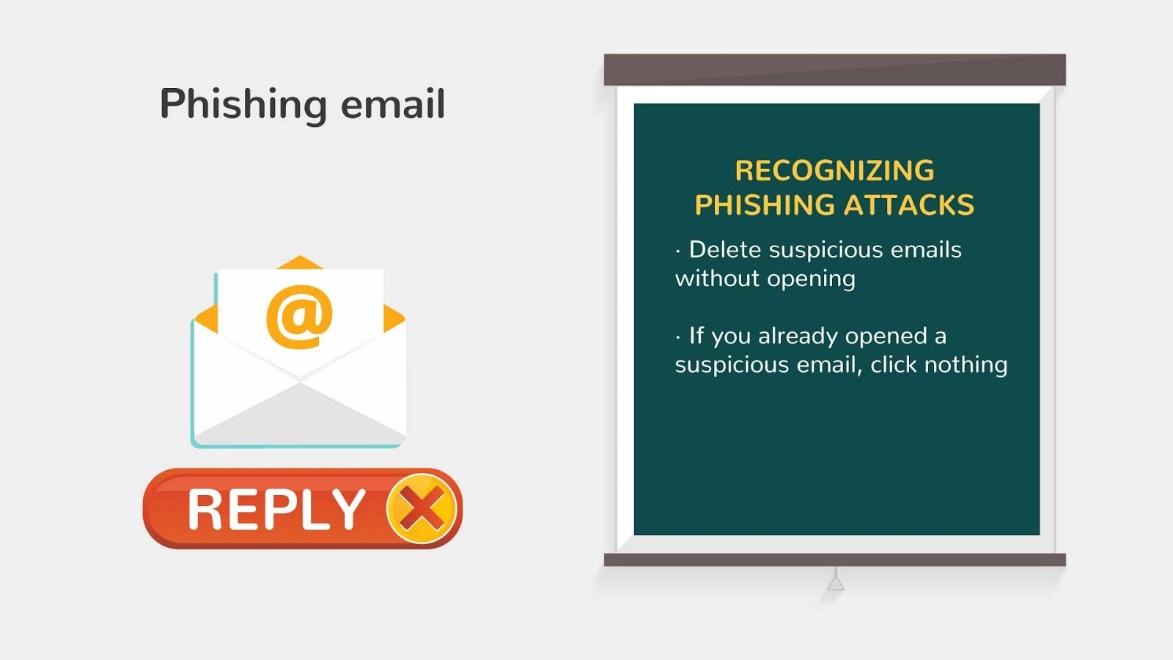 Phishing email
@
REPLY
RECOGNIZING
PHISHING ATTACKS
· Delete suspicious emails
without opening
· If you already opened a
suspicious email, click nothing